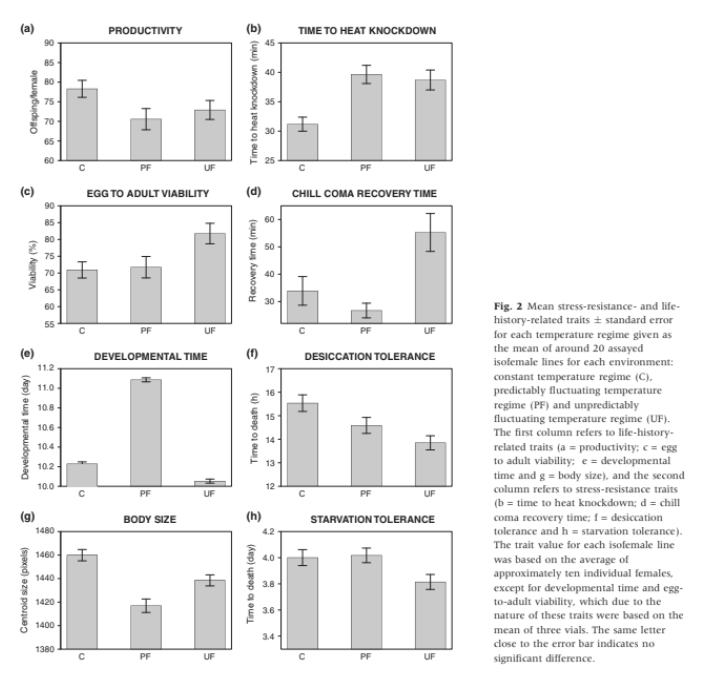 (a)
PRODUCTIVITY
90
85
80
75
70
65
60
Offspring/female
C
PF
UF
(b)
TIME TO HEAT KNOCKDOWN
45
40
35
30
25
Time to heat knockdown (min)
C
PF
UF
(c)
EGG TO ADULT VIABILITY
90
85
80
75
70
65
60
55
Viability (%)
C
PF
UF
(d)
CHILL COMA RECOVERY TIME
60
50
40
30
Recovery time (min)
C
PF
UF
(e)
DEVELOPMENTAL TIME
11.2
11.0
10.8
10.6
10.4
10.2
10.0
Developmental time (day)
C
PF
UF
(f)
DESICCATION TOLERANCE
17
16
15
14
13
12
Time to death (h)
C
PF
UF
(g)
BODY SIZE
1480
1460
1440
1420
1400
1380
Centroid size (pixels)
C
PF
UF
(h)
STARVATION TOLERANCE
4.2
4.0
3.8
3.6
3.4
Time to death (day)
C
PF
UF
Fig. 2 Mean stress-resistance- and life-
history-related traits ± standard error
for each temperature regime given as
the mean of around 20 assayed
isofemale lines for each environment:
constant temperature regime (C),
predictably fluctuating temperature
regime (PF) and unpredictably
fluctuating temperature regime (UF).
The first column refers to life-history-
related traits (a = productivity; c = egg
to adult viability; e = developmental
time and g = body size), and the second
column refers to stress-resistance traits
(b = time to heat knockdown; d = chill
coma recovery time; f = desiccation
tolerance and h = starvation tolerance).
The trait value for each isofemale line
was based on the average of
approximately ten individual females,
except for developmental time and egg-
to-adult viability, which due to the
nature of these traits were based on the
mean of three vials. The same letter
close to the error bar indicates no
significant difference.